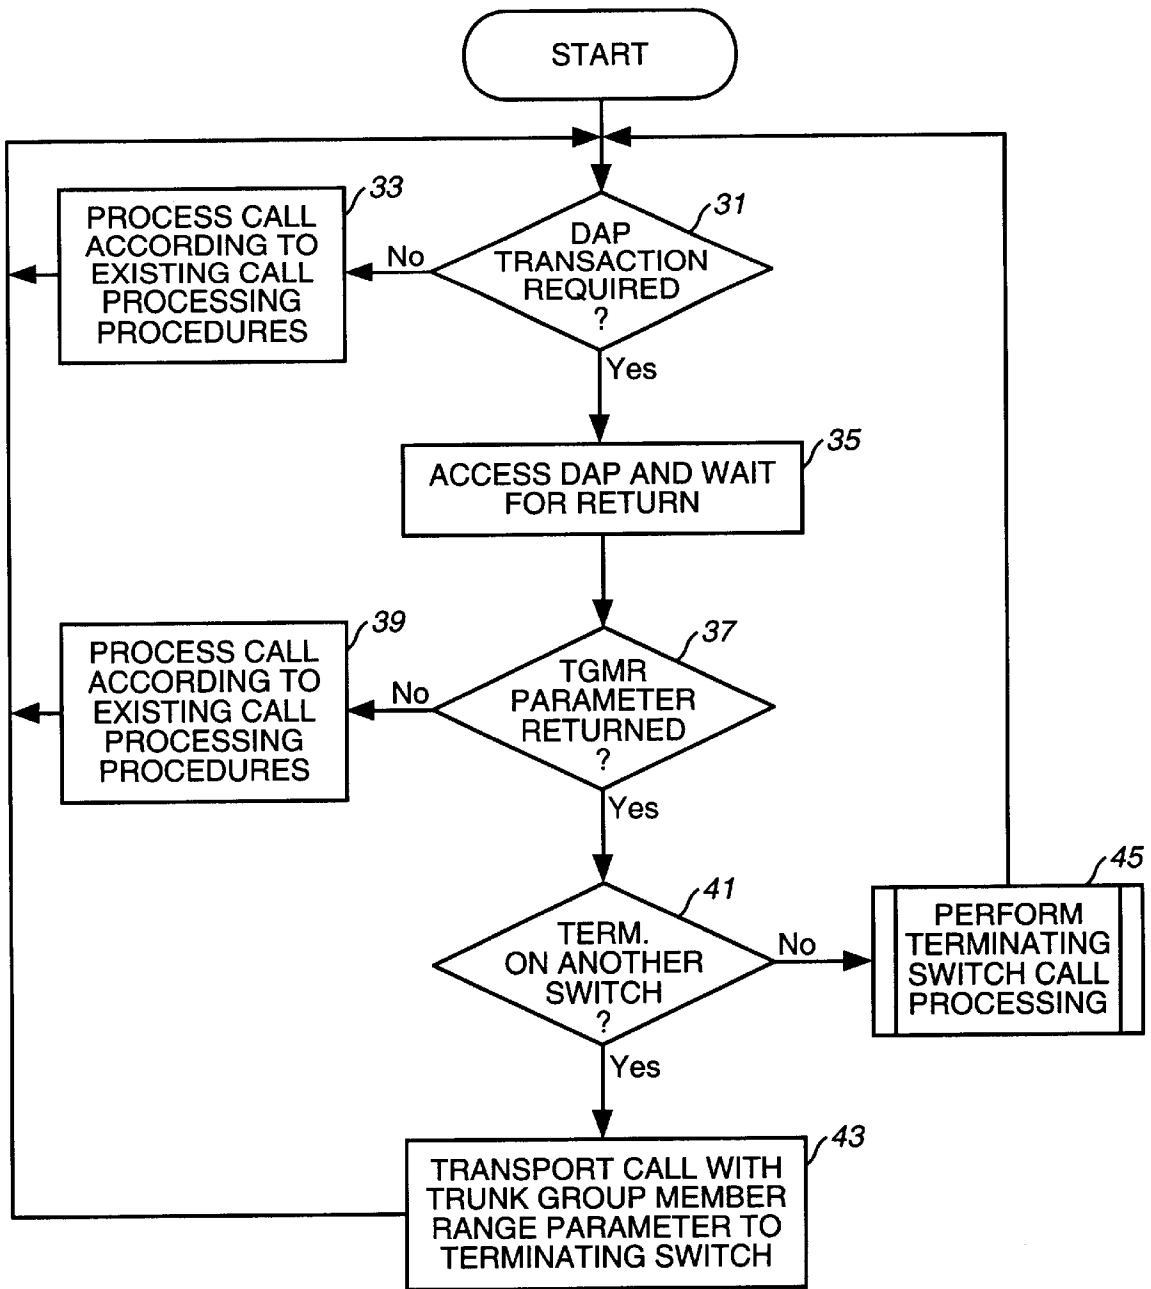 START
33
PROCESS CALL
ACCORDING TO
EXISTING CALL
PROCESSING
PROCEDURES
No
31
DAP
TRANSACTION
REQUIRED
?
Yes
35
ACCESS DAP AND WAIT
FOR RETURN
39
PROCESS CALL
ACCORDING TO
EXISTING CALL
PROCESSING
PROCEDURES
No
37
TGMR
PARAMETER
RETURNED
?
Yes
41
TERM.
ON ANOTHER
SWITCH
?
No
45
PERFORM
TERMINATING
SWITCH CALL
PROCESSING
Yes
43
TRANSPORT CALL WITH
TRUNK GROUP MEMBER
RANGE PARAMETER TO
TERMINATING SWITCH